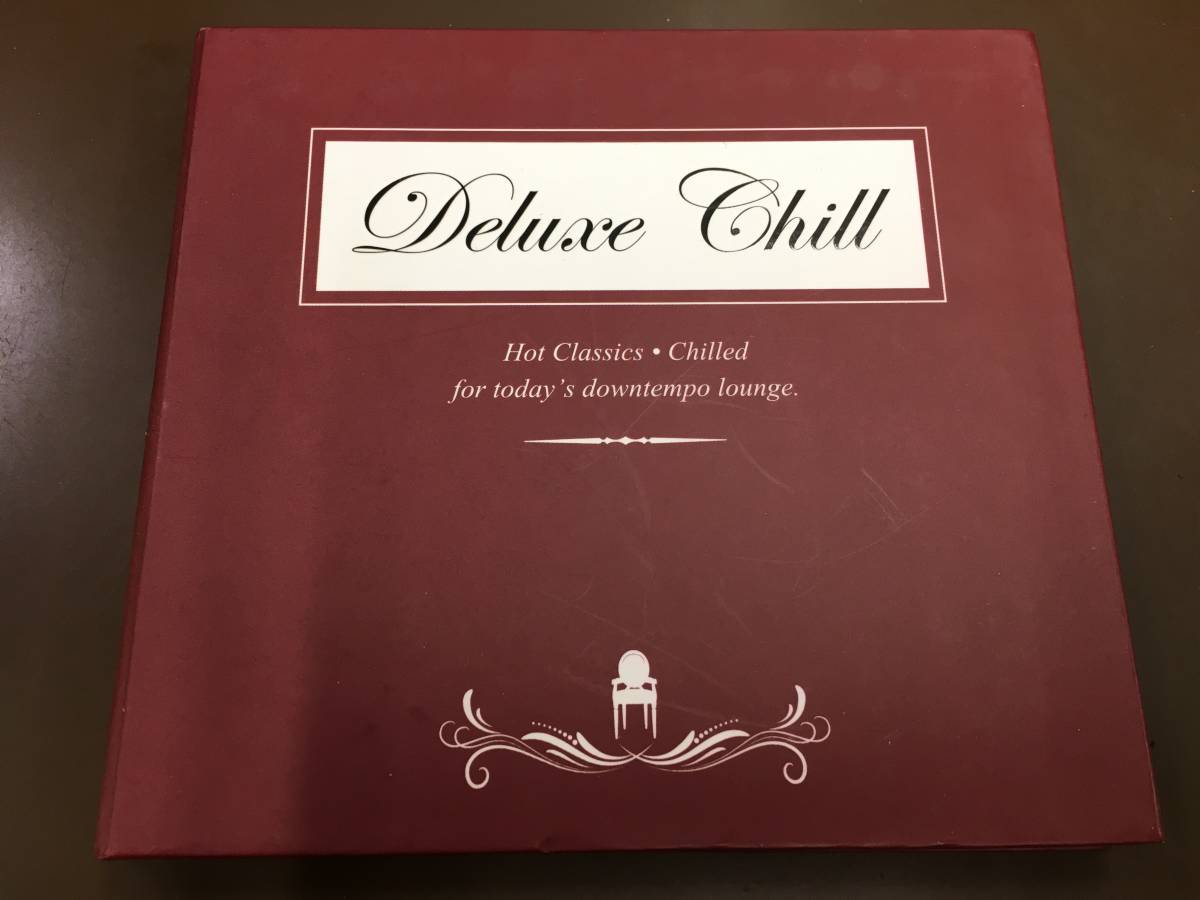 Deluxe Chill
Hot Classics • Chilled
for today's downtempo lounge.